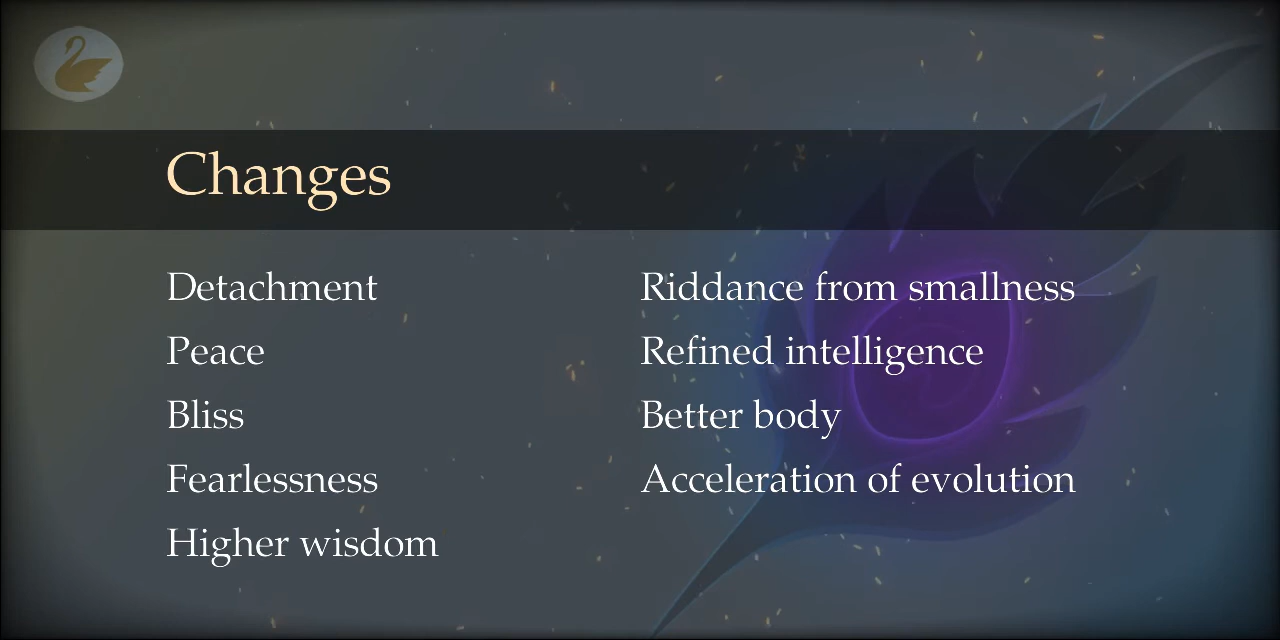 Changes
Detachment
Peace
Bliss
Fearlessness
Higher wisdom
Riddance from smallness
Refined intelligence
Better body
Acceleration of evolution